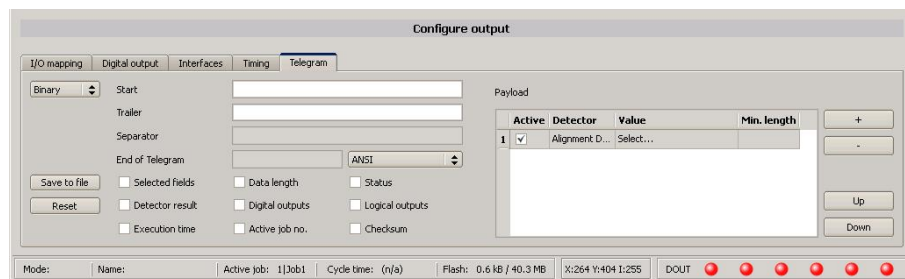 Configure output
I/O mapping Digital output Interfaces Timing Telegram
Binary Start
Trailer
Separator
End of Telegram ANSI
Save to file Selected fields Data length Status
Reset Detector result Digital outputs Logical outputs
Execution time Active job no. Checksum
Payload
Active Detector Value Min. length
1 Alignment D... Select...
+
-
Up
Down
Mode: Name: Active job: 1|Job1 Cycle time: (n/a) Flash: 0.6 kB / 40.3 MB X:264 Y:404 I:255 DOUT